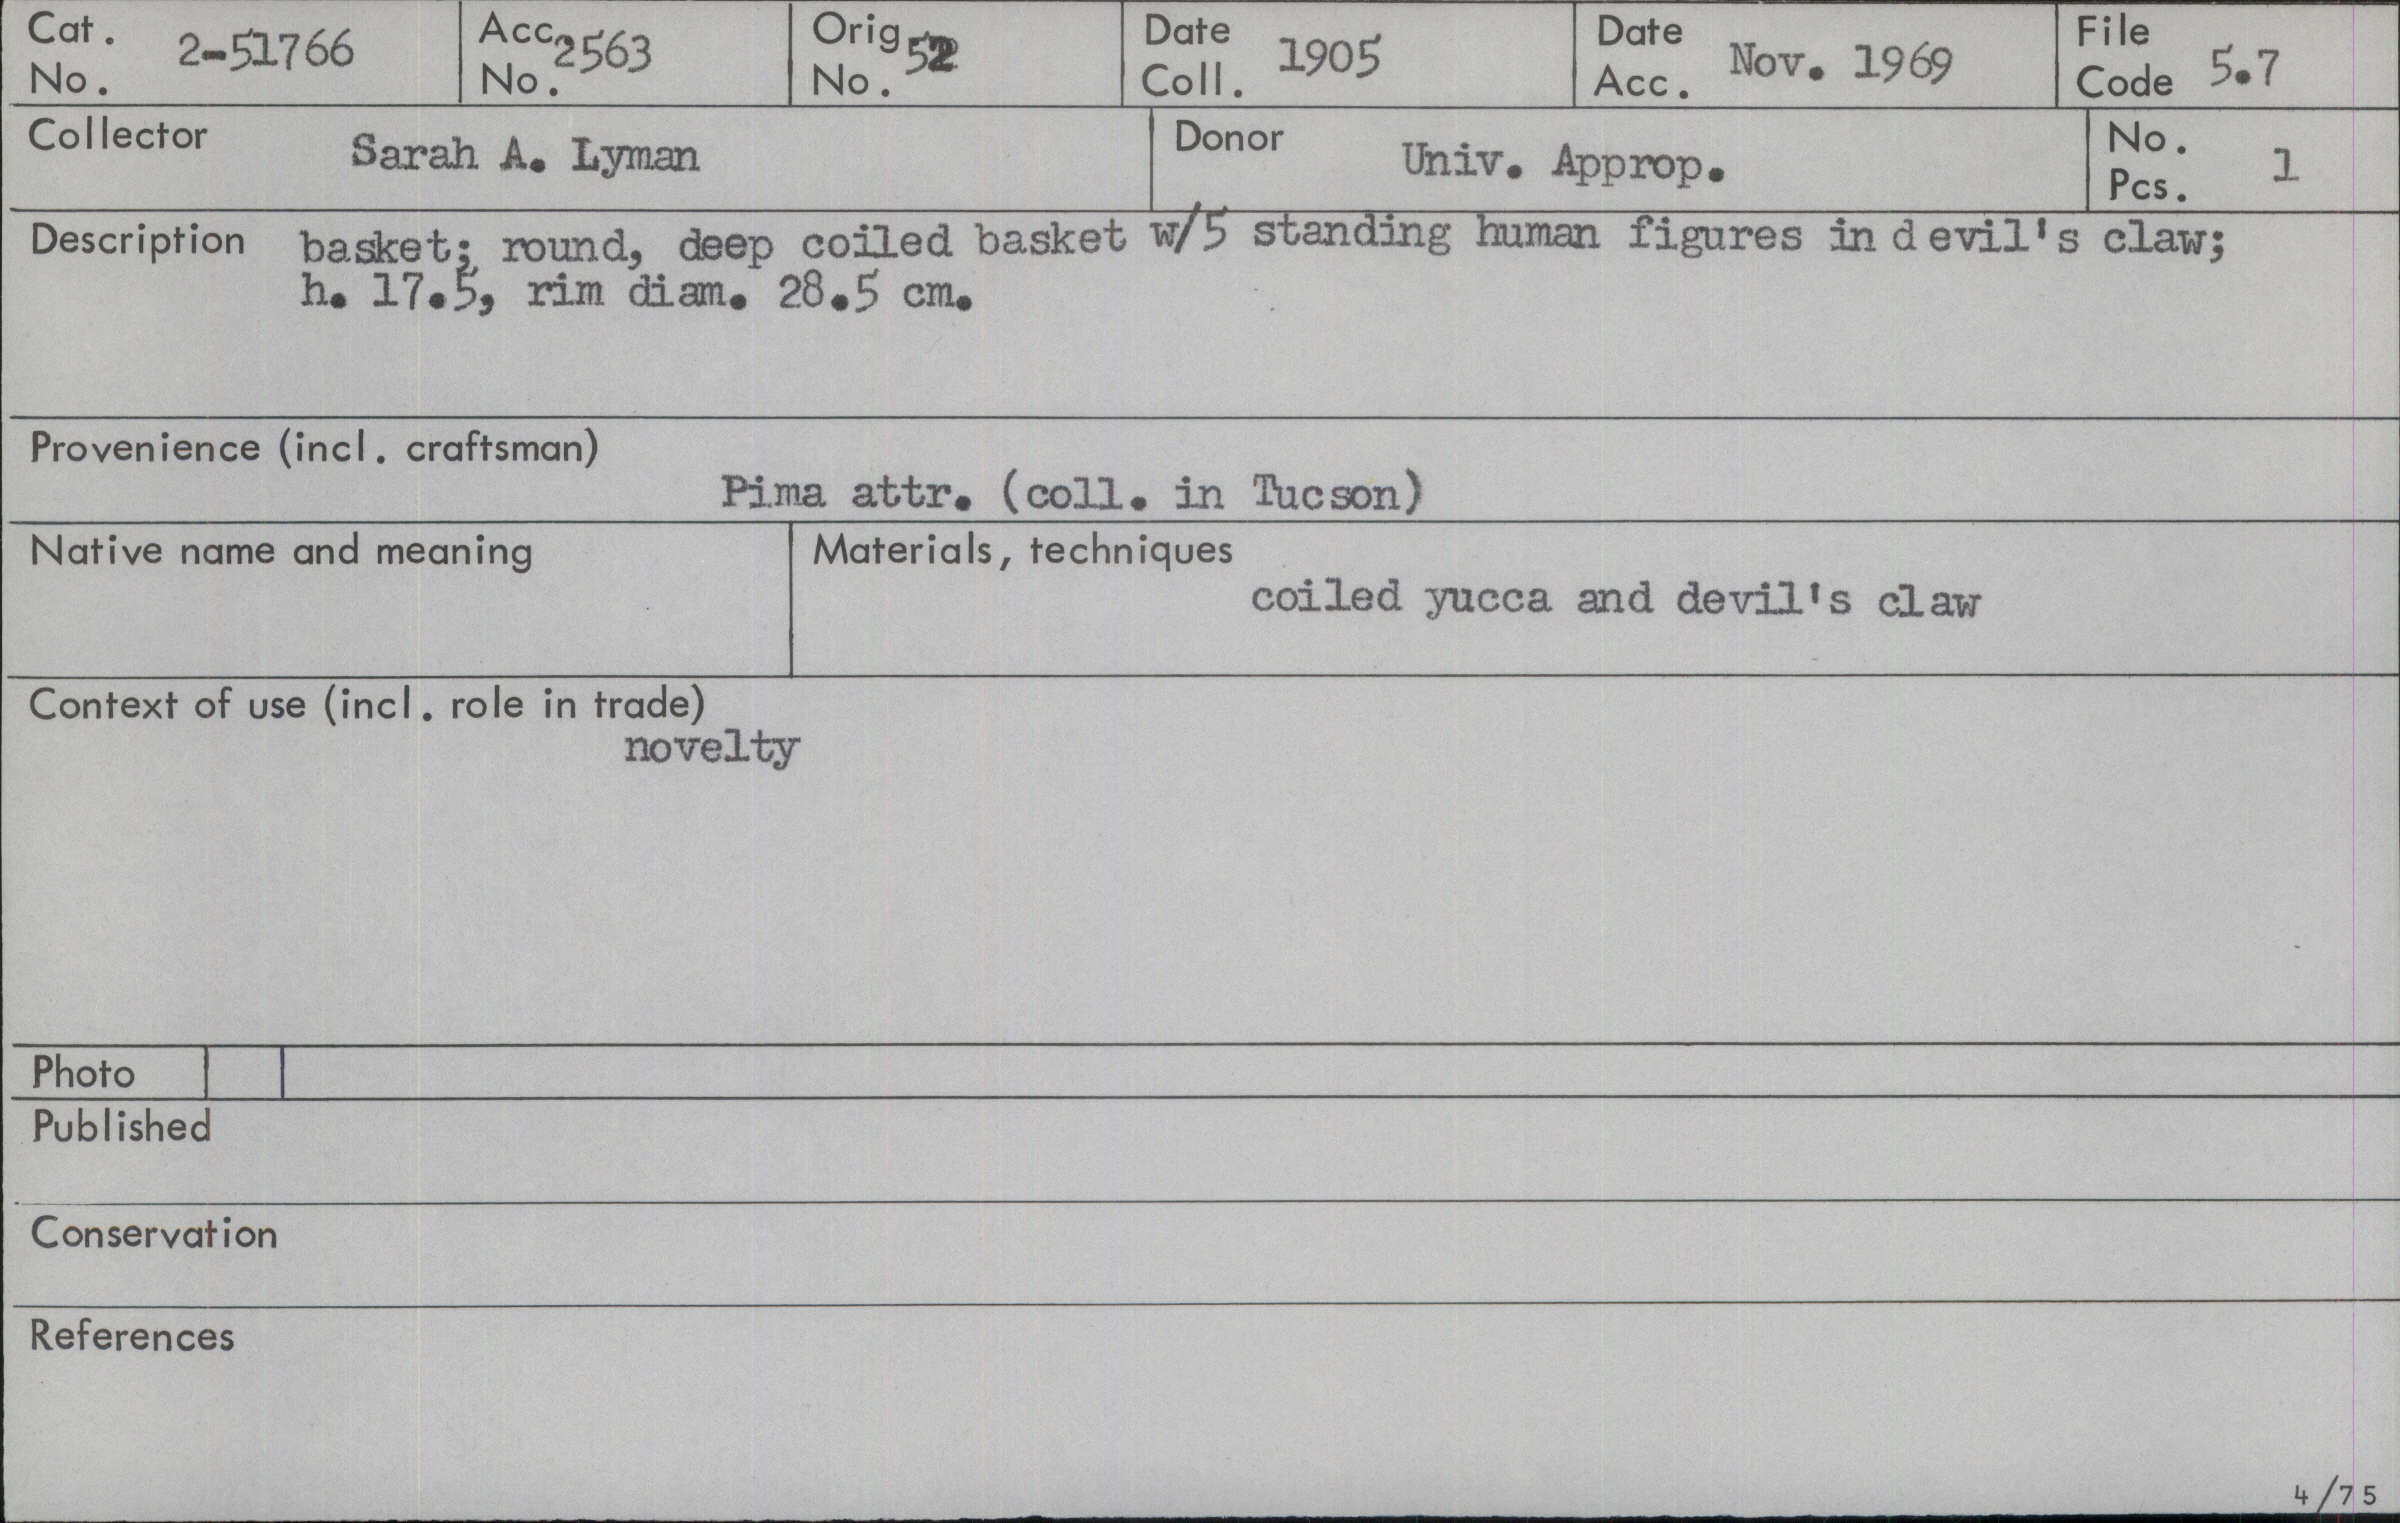 Cat. No. 2-51766
Acc. No. 2563
Orig. No. 52
Date Coll. 1905
Date Acc. Nov. 1969
File Code 5.7
Collector Sarah A. Lyman
Donor Univ. Approp.
No. Pcs. 1
Description basket; round, deep coiled basket w/5 standing human figures in devil's claw;
h. 17.5, rim diam. 28.5 cm.
Provenience (incl. craftsman)
Pima attr. (coll. in Tucson)
Native name and meaning
Materials, techniques
coiled yucca and devil's claw
Context of use (incl. role in trade)
novelty
Photo
Published
Conservation
References
4/75